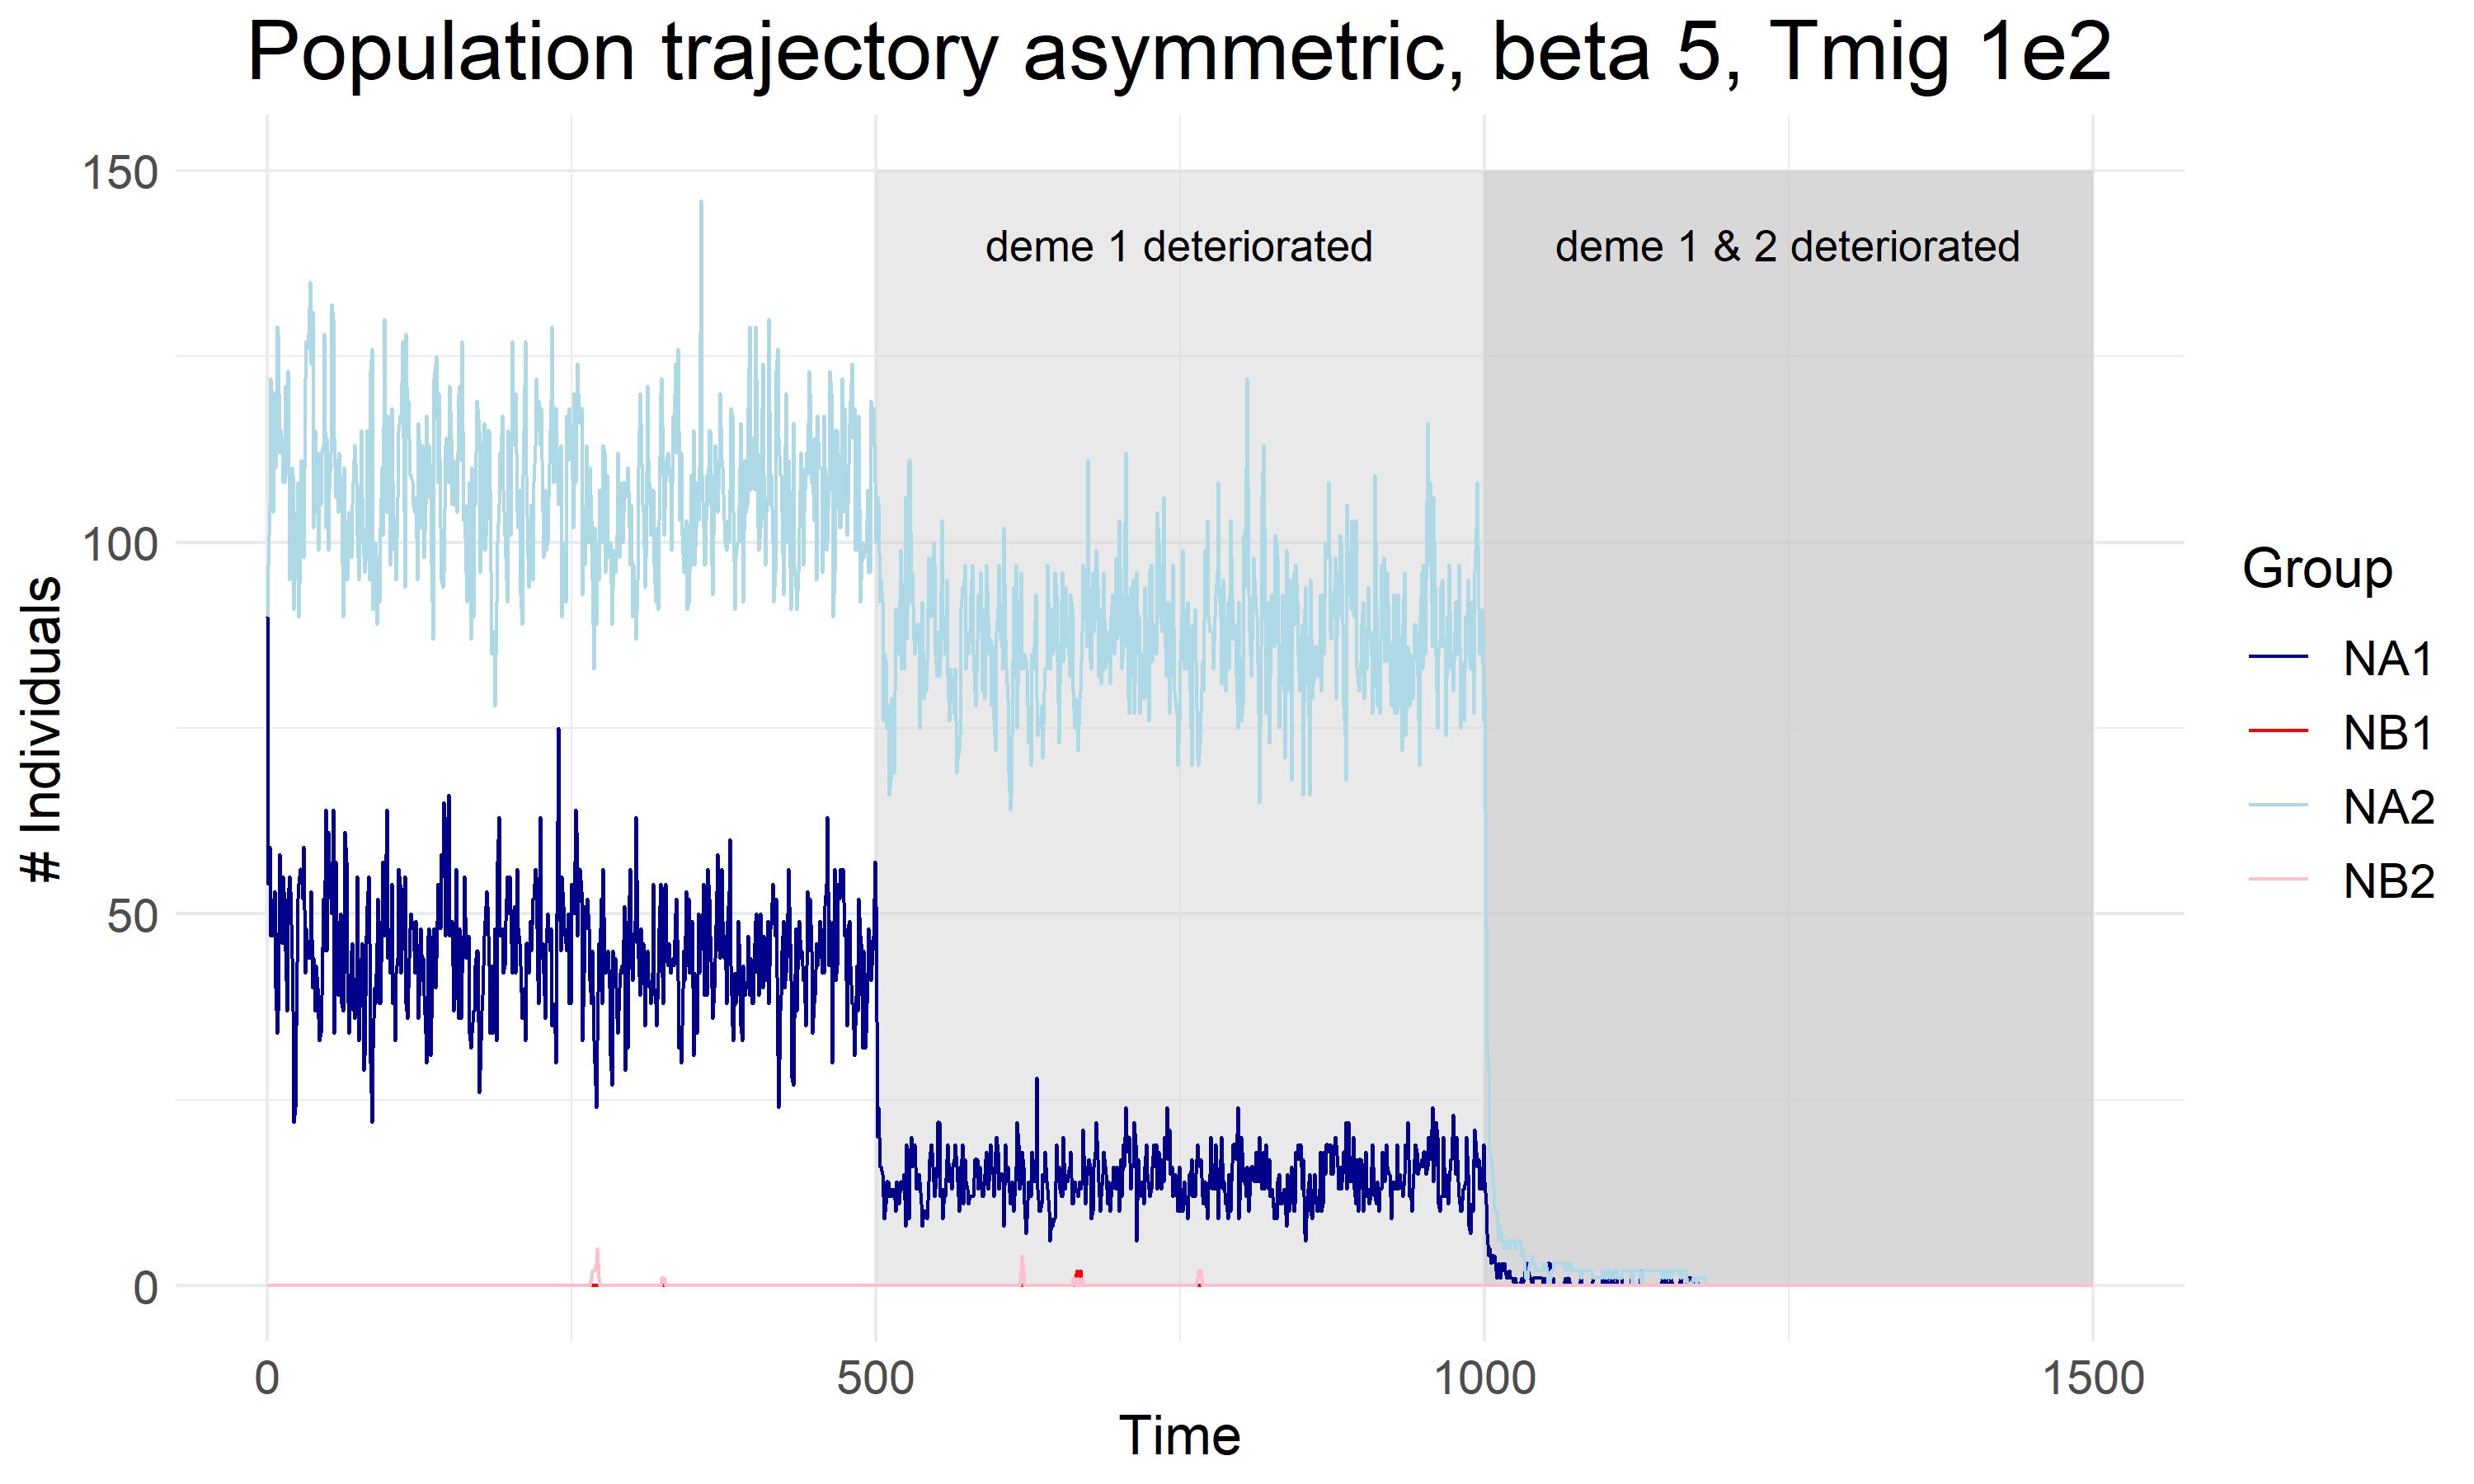 Population trajectory asymmetric, beta 5, Tmig 1e2
150
100
50
0
# Individuals
deme 1 deteriorated
deme 1 & 2 deteriorated
0
500
1000
1500
Time
Group
NA1
NB1
NA2
NB2